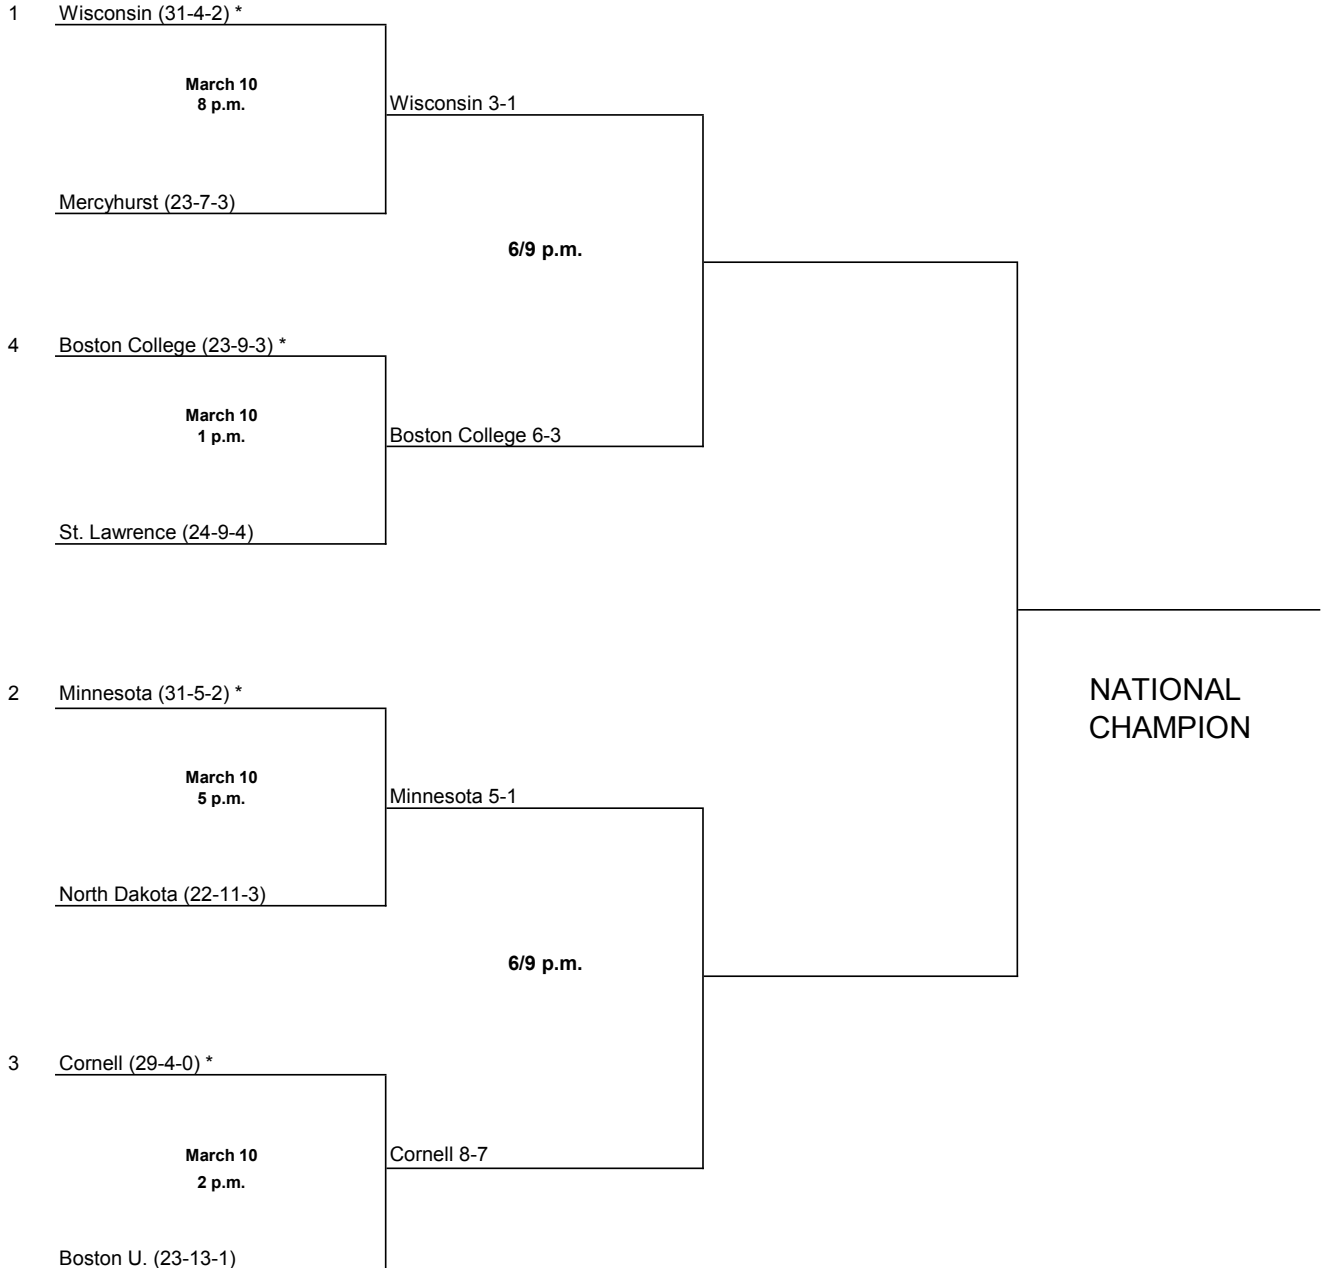 1 Wisconsin (31-4-2) *
March 10
8 p.m.
Wisconsin 3-1
Mercyhurst (23-7-3)
6/9 p.m.
4 Boston College (23-9-3) *
March 10
1 p.m.
Boston College 6-3
St. Lawrence (24-9-4)
2 Minnesota (31-5-2) *
NATIONAL
CHAMPION
March 10
5 p.m.
Minnesota 5-1
North Dakota (22-11-3)
6/9 p.m.
3 Cornell (29-4-0) *
March 10
2 p.m.
Cornell 8-7
Boston U. (23-13-1)